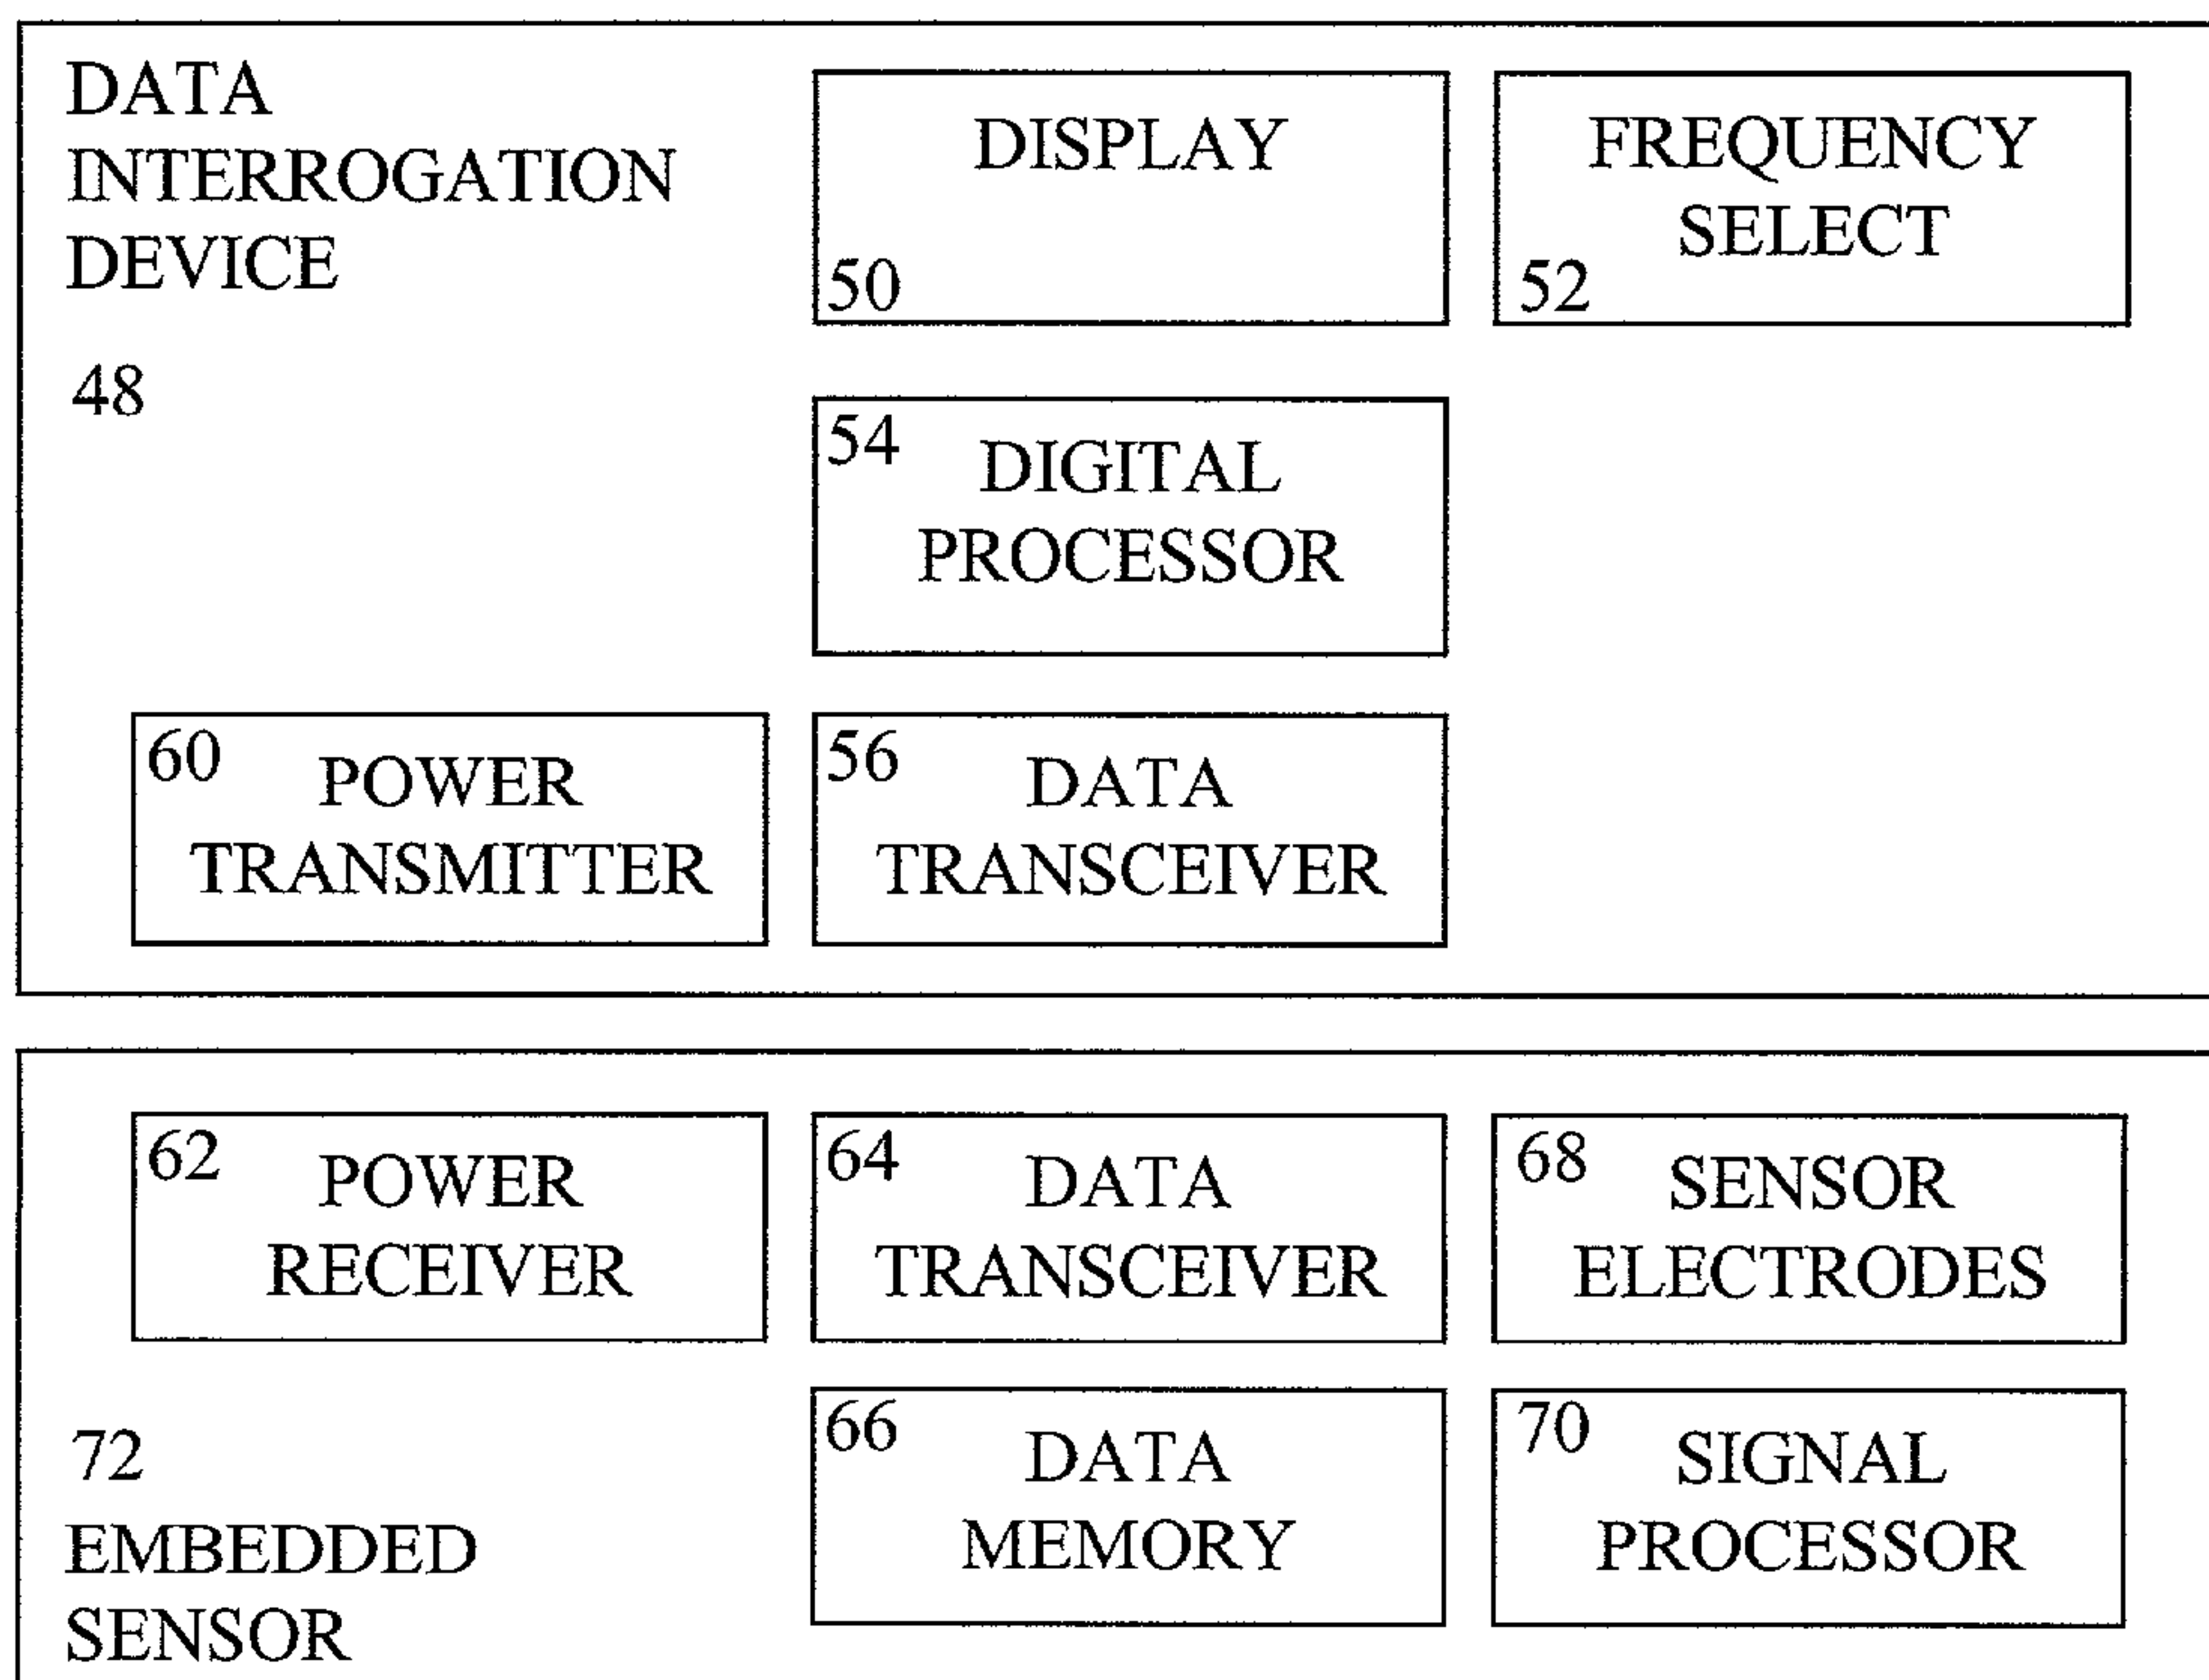 DATA
INTERROGATION
DEVICE
48
DISPLAY
50
FREQUENCY
SELECT
52
54
DIGITAL
PROCESSOR
60
POWER
TRANSMITTER
56
DATA
TRANSCEIVER
62
POWER
RECEIVER
64
DATA
TRANSCEIVER
68
SENSOR
ELECTRODES
72
EMBEDDED
SENSOR
66
DATA
MEMORY
70
SIGNAL
PROCESSOR